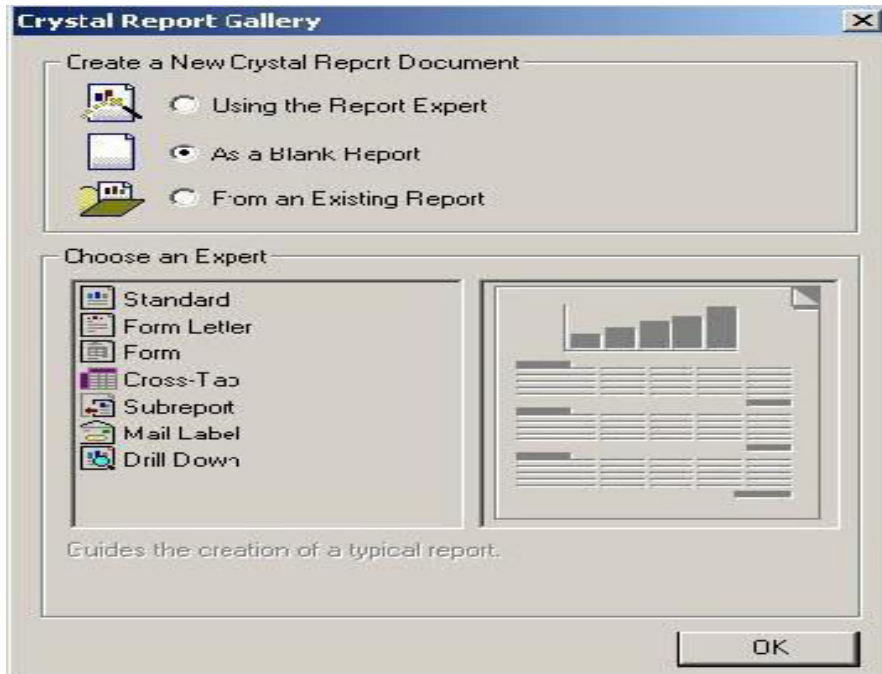 Crystal Report Gallery
Create a New Crystal Report Document
Using the Report Expert
As a Blank Report
From an Existing Report
Choose an Expert
Standard
Form Letter
Form
Cross-Tab
Subreport
Mail Label
Drill Down
Guides the creation of a typical report.
OK